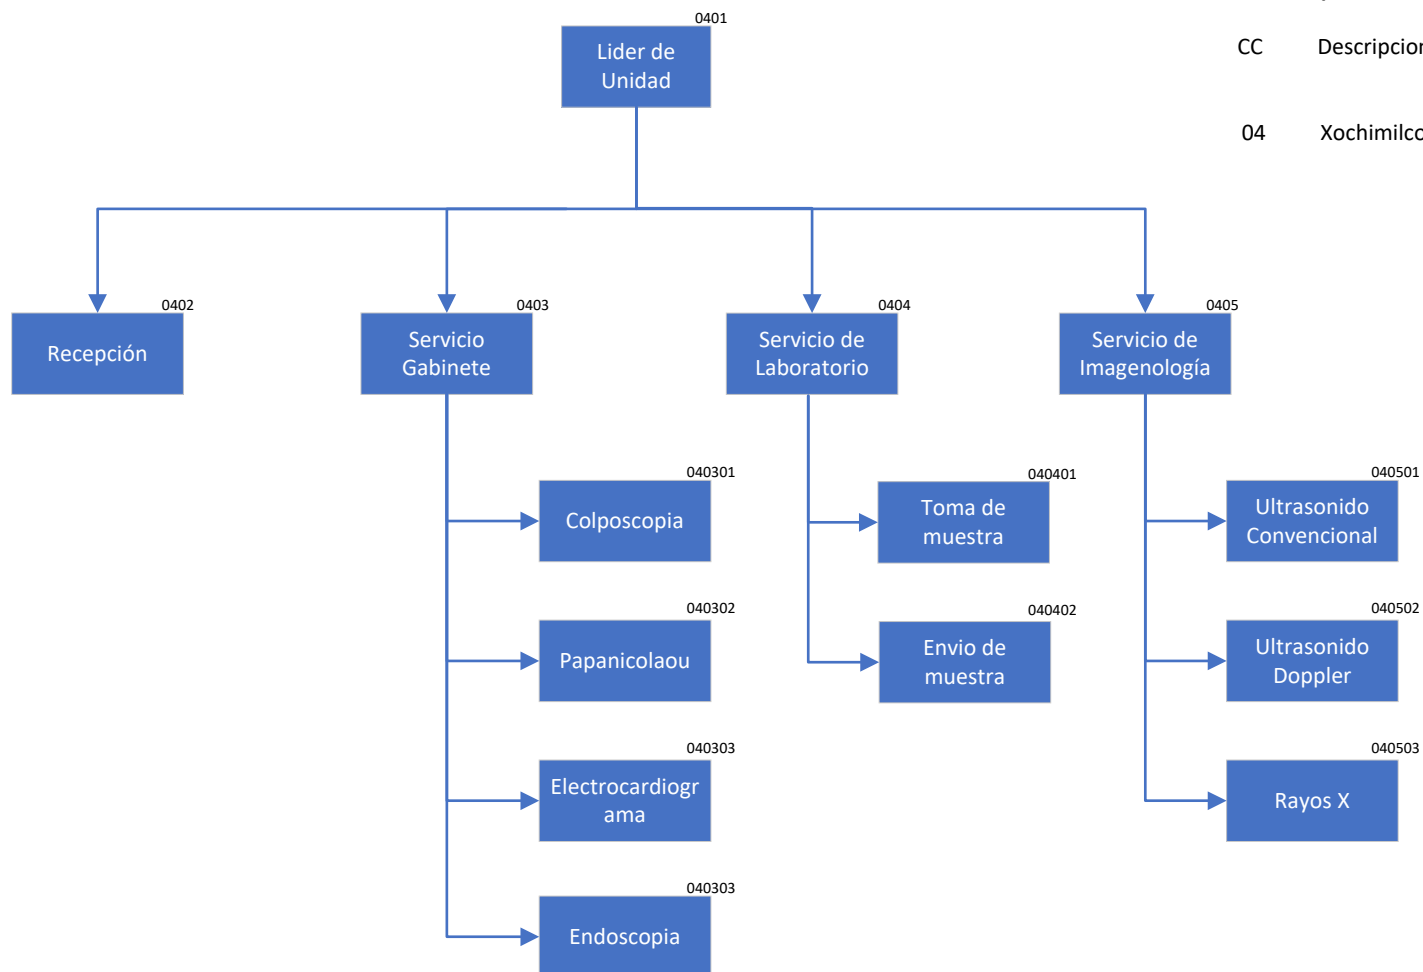 0401
Lider de
Unidad
CC Descripcion
04 Xochimilco
0402
Recepción
0403
Servicio
Gabinete
0404
Servicio de
Laboratorio
0405
Servicio de
Imagenología
040301
Colposcopia
040302
Papanicolaou
040303
Electrocardiogr
ama
040303
Endoscopia
040401
Toma de
muestra
040402
Envio de
muestra
040501
Ultrasonido
Convencional
040502
Ultrasonido
Doppler
040503
Rayos X